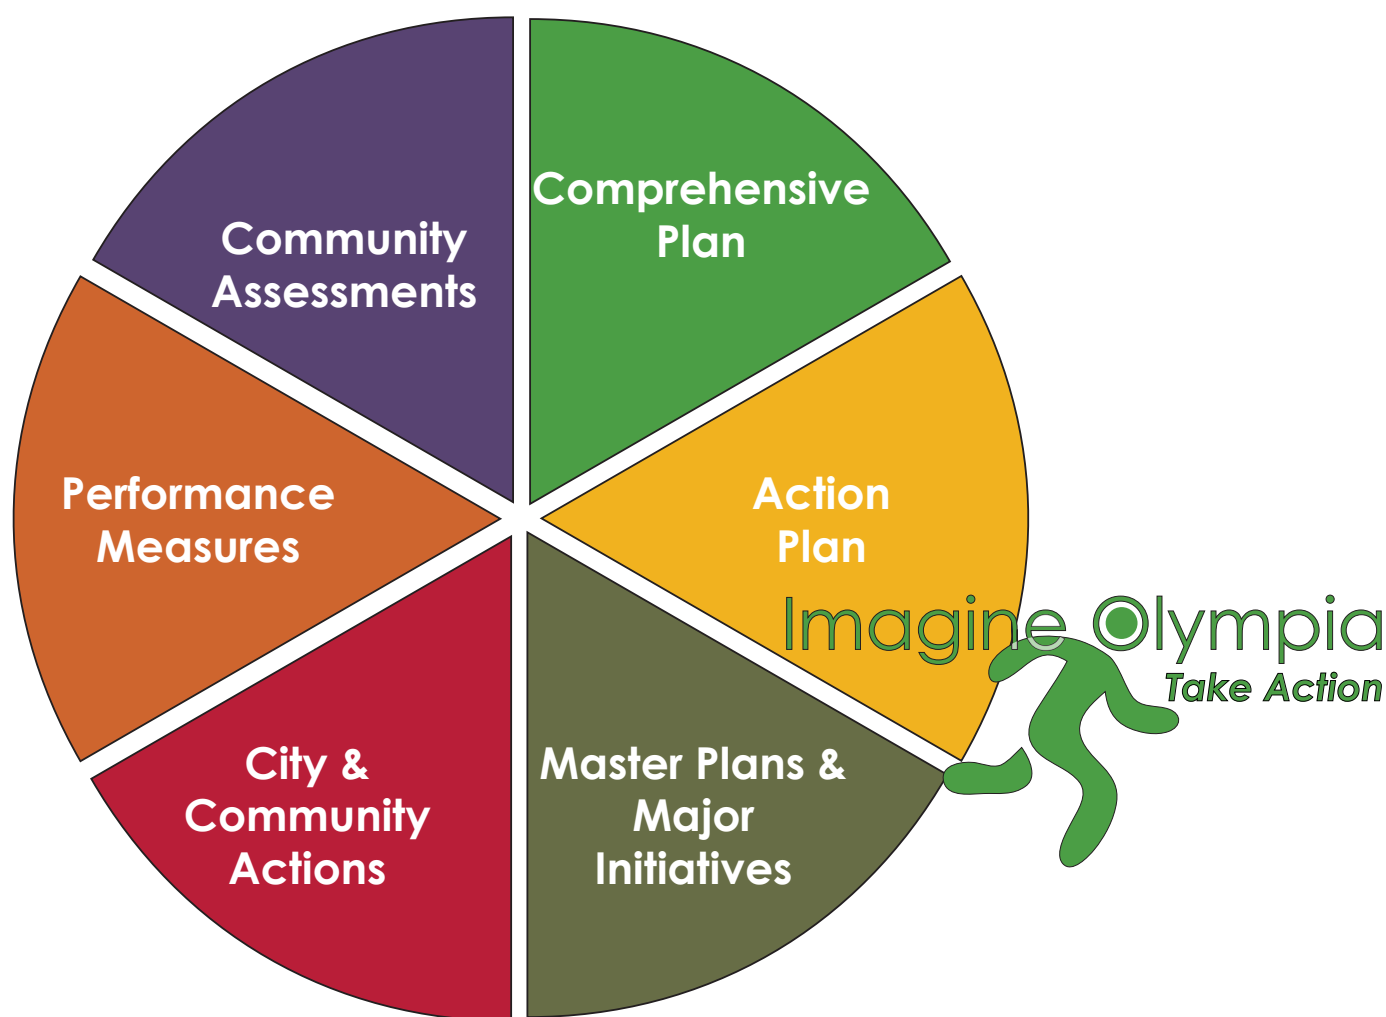 Comprehensive
Plan
Community
Assessments
Performance
Measures
Action
Plan
Imagine Olympia
Take Action
City &
Community
Actions
Master Plans &
Major
Initiatives